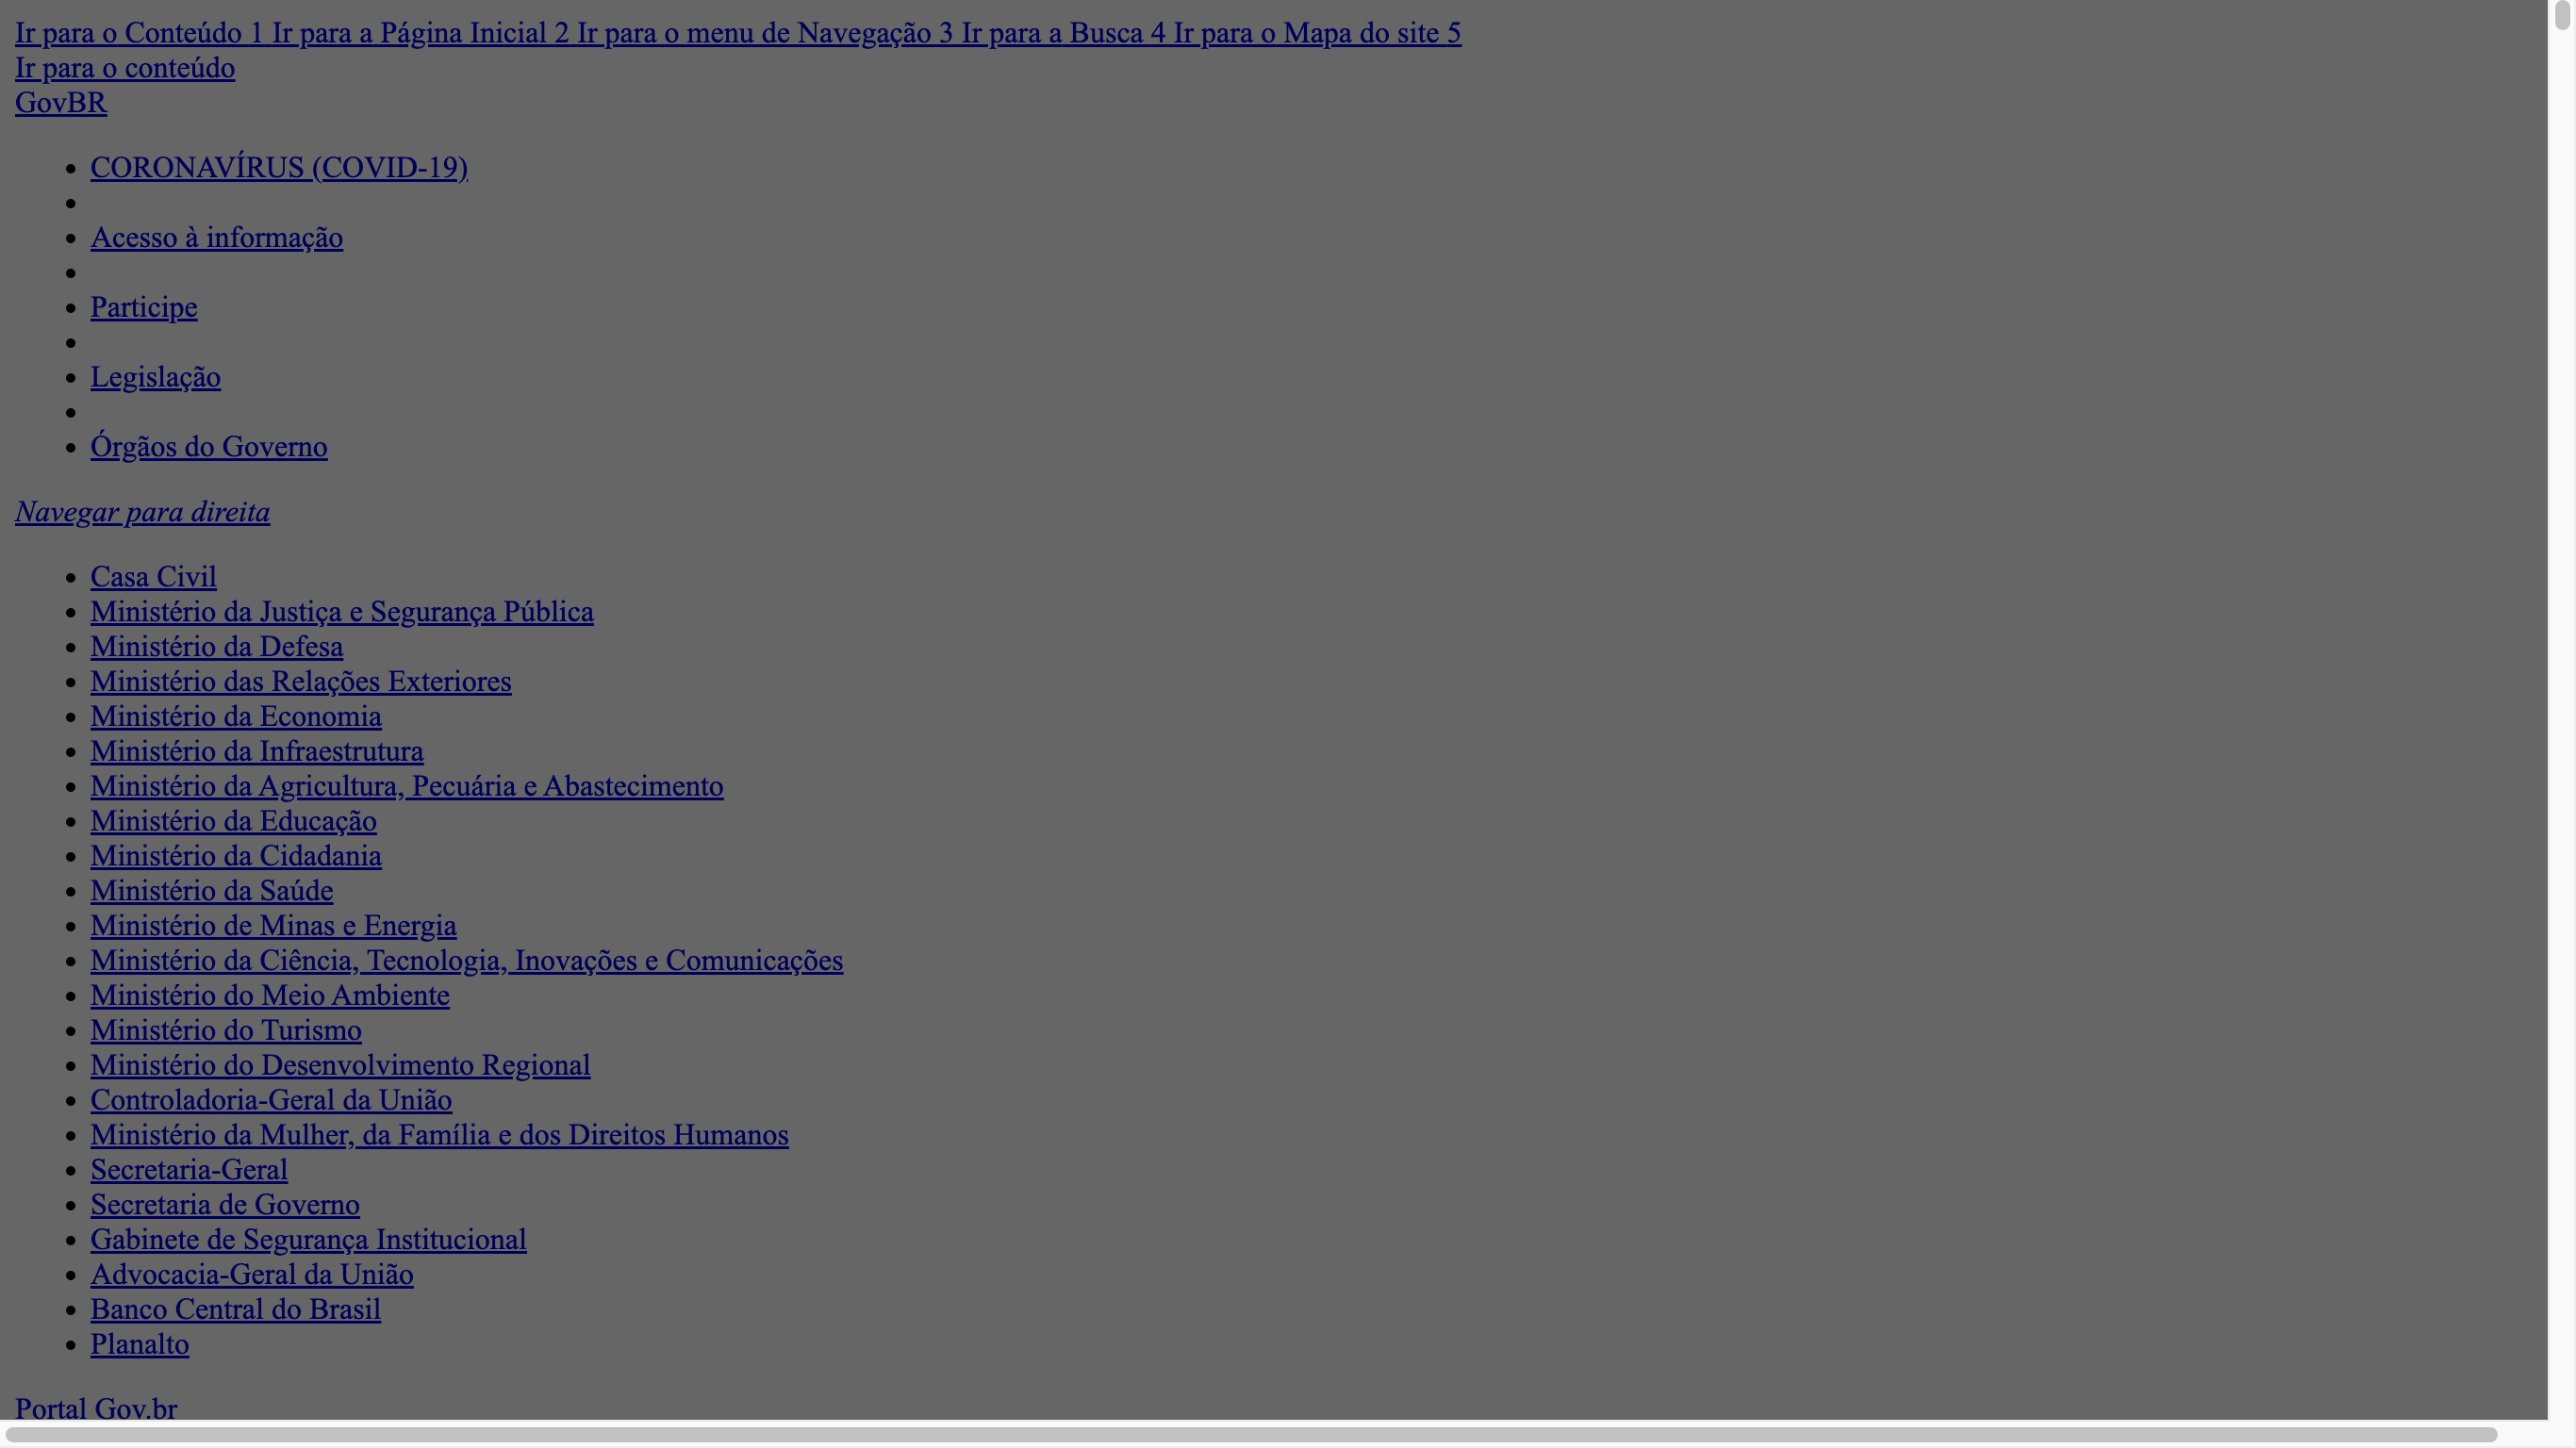 Ir para o Conteúdo 1 Ir para a Página Inicial 2 Ir para o menu de Navegação 3 Ir para a Busca 4 Ir para o Mapa do site 5
Ir para o conteúdo
GovBR
CORONAVÍRUS (COVID-19)
Acesso à informação
Participe
Legislação
Órgãos do Governo
Navegar para direita
Casa Civil
Ministério da Justiça e Segurança Pública
Ministério da Defesa
Ministério das Relações Exteriores
Ministério da Economia
Ministério da Infraestrutura
Ministério da Agricultura, Pecuária e Abastecimento
Ministério da Educação
Ministério da Cidadania
Ministério da Saúde
Ministério de Minas e Energia
Ministério da Ciência, Tecnologia, Inovações e Comunicações
Ministério do Meio Ambiente
Ministério do Turismo
Ministério do Desenvolvimento Regional
Controladoria-Geral da União
Ministério da Mulher, da Família e dos Direitos Humanos
Secretaria-Geral
Secretaria de Governo
Gabinete de Segurança Institucional
Advocacia-Geral da União
Banco Central do Brasil
Planalto
Portal Gov.br